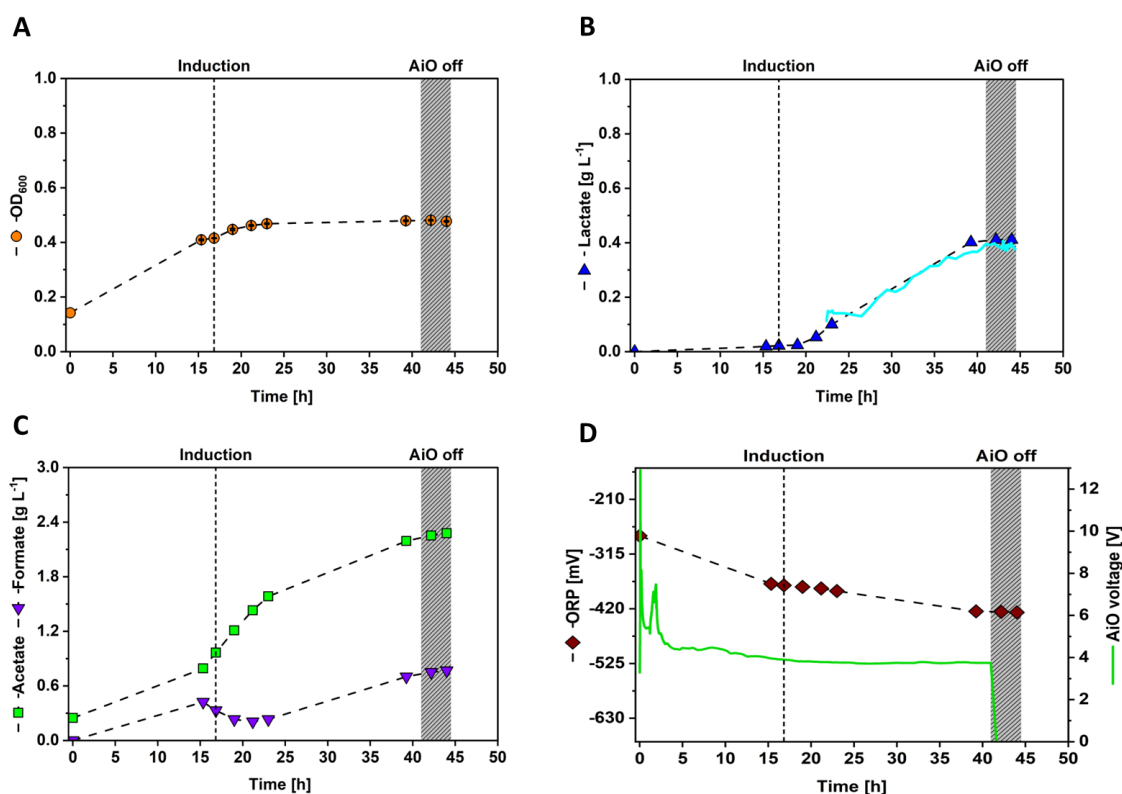 A
Induction
AiO off
1.0
0.8
0.6
0.4
0.2
0.0
0 5 10 15 20 25 30 35 40 45 50
Time [h]
-OD600
B
Induction
AiO off
1.0
0.8
0.6
0.4
0.2
0.0
0 5 10 15 20 25 30 35 40 45 50
Time [h]
- Lactate [g L-1]
C
Induction
AiO off
3.0
2.4
1.8
1.2
0.6
0.0
0 5 10 15 20 25 30 35 40 45 50
Time [h]
-Acetate -Formate [g L-1]
D
Induction
AiO off
-210
-315
-420
-525
-630
12
10
8
6
4
2
0
0 5 10 15 20 25 30 35 40 45 50
Time [h]
-ORP [mV]
AiO voltage [V]